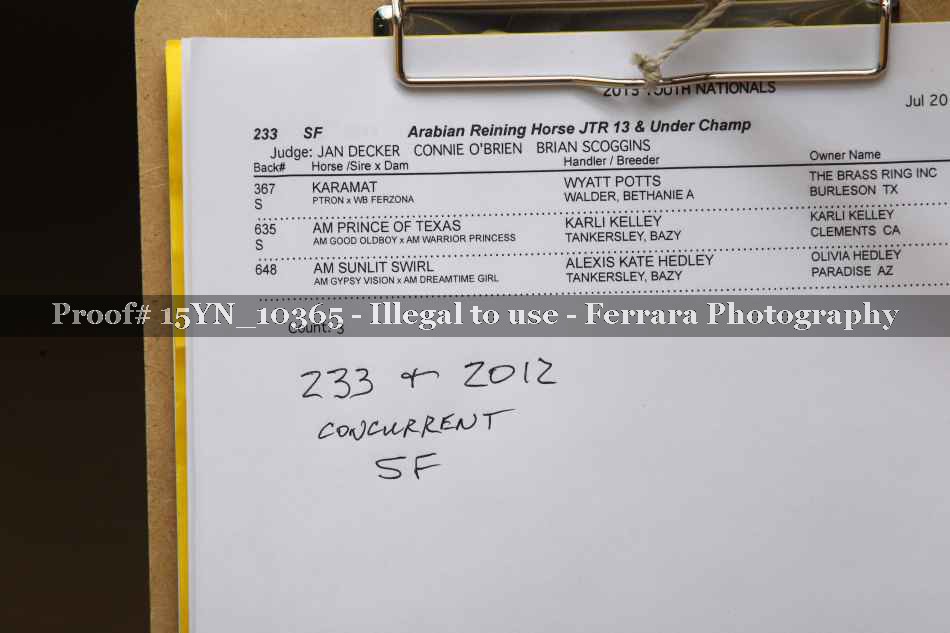 2015 YOUTH NATIONALS
Jul 20
233 SF Arabian Reining Horse JTR 13 & Under Champ
Judge: JAN DECKER CONNIE O'BRIEN BRIAN SCOGGINS
Back# Horse /Sire x Dam Handler / Breeder Owner Name
367 KARAMAT WYATT POTTS THE BRASS RING INC
S PTRON x WB FERZONA WALDER, BETHANIE A BURLESON TX
635 AM PRINCE OF TEXAS KARLI KELLEY KARLI KELLEY
S AM GOOD OLDBOY x AM WARRIOR PRINCESS TANKERSLEY, BAZY CLEMENTS CA
648 AM SUNLIT SWIRL ALEXIS KATE HEDLEY OLIVIA HEDLEY
AM GYPSY VISION x AM DREAMTIME GIRL TANKERSLEY, BAZY PARADISE AZ
Proof# 15YN_10365 - Illegal to use - Ferrara Photography
Count: 3
233 + 2012
CONCURRENT
SF